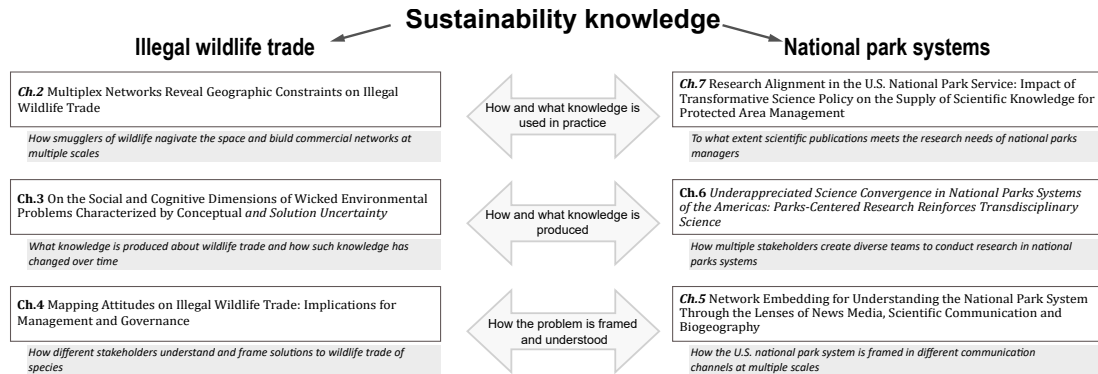 Sustainability knowledge
Illegal wildlife trade
National park systems
Ch.2 Multiplex Networks Reveal Geographic Constraints on Illegal
Wildlife Trade
How smugglers of wildlife nagivate the space and biuld commercial networks at
multiple scales
How and what knowledge is
used in practice
Ch.7 Research Alignment in the U.S. National Park Service: Impact of
Transformative Science Policy on the Supply of Scientific Knowledge for
Protected Area Management
To what extent scientific publications meets the research needs of national parks
managers
Ch.3 On the Social and Cognitive Dimensions of Wicked Environmental
Problems Characterized by Conceptual and Solution Uncertainty
What knowledge is produced about wildlife trade and how such knowledge has
changed over time
How and what knowledge is
produced
Ch.6 Underappreciated Science Convergence in National Parks Systems
of the Americas: Parks-Centered Research Reinforces Transdisciplinary
Science
How multiple stakeholders create diverse teams to conduct research in national
parks systems
Ch.4 Mapping Attitudes on Illegal Wildlife Trade: Implications for
Management and Governance
How different stakeholders understand and frame solutions to wildlife trade of
species
How the problem is framed
and understood
Ch.5 Network Embedding for Understanding the National Park System
Through the Lenses of News Media, Scientific Communication and
Biogeography
How the U.S. national park system is framed in different communication
channels at multiple scales